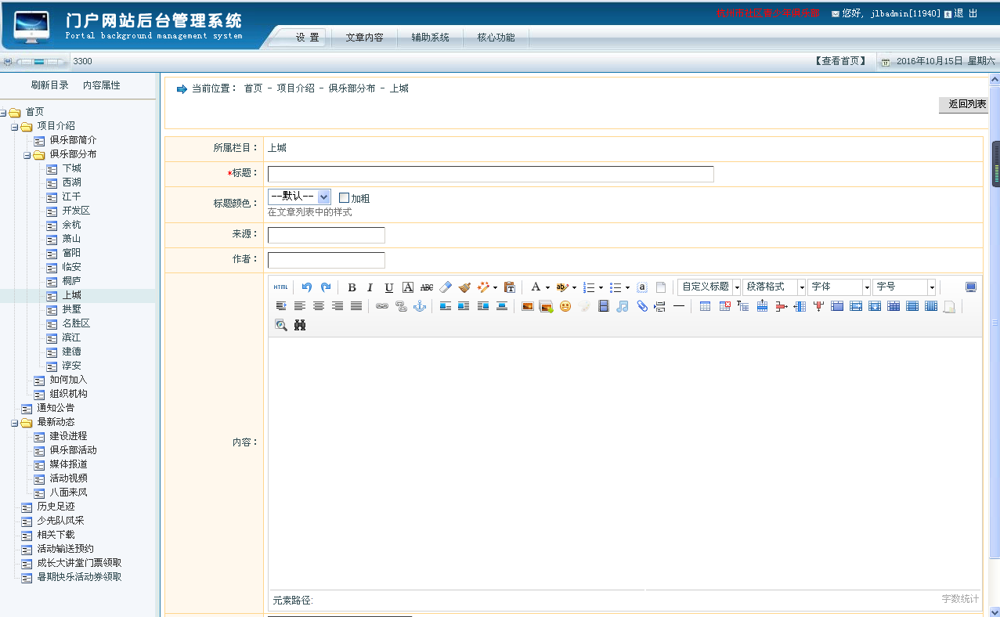 门户网站后台管理系统
Portal background management system
您好, jlbadmin[11940] 退 出
设 置 文章内容 辅助系统 核心功能
3300 【查看首页】 2016年10月15日 星期六
刷新目录 内容属性
首页
项目介绍
俱乐部简介
俱乐部分布
下城
西湖
江干
开发区
余杭
萧山
富阳
临安
桐庐
上城
拱墅
名胜区
滨江
建德
淳安
如何加入
组织机构
通知公告
最新动态
建设进程
俱乐部活动
媒体报道
活动视频
八面来风
历史足迹
少先队风采
相关下载
活动输送预约
成长大讲堂门票领取
暑期快乐活动券领取
当前位置： 首页 - 项目介绍 - 俱乐部分布 - 上城
返回列表
所属栏目： 上城
*标题：
标题颜色： --默认-- 加粗
在文章列表中的样式
来源：
作者：
HTML B I U A ABC A ab 自定义标题 段落格式 字体 字号
内容：
元素路径: 字数统计